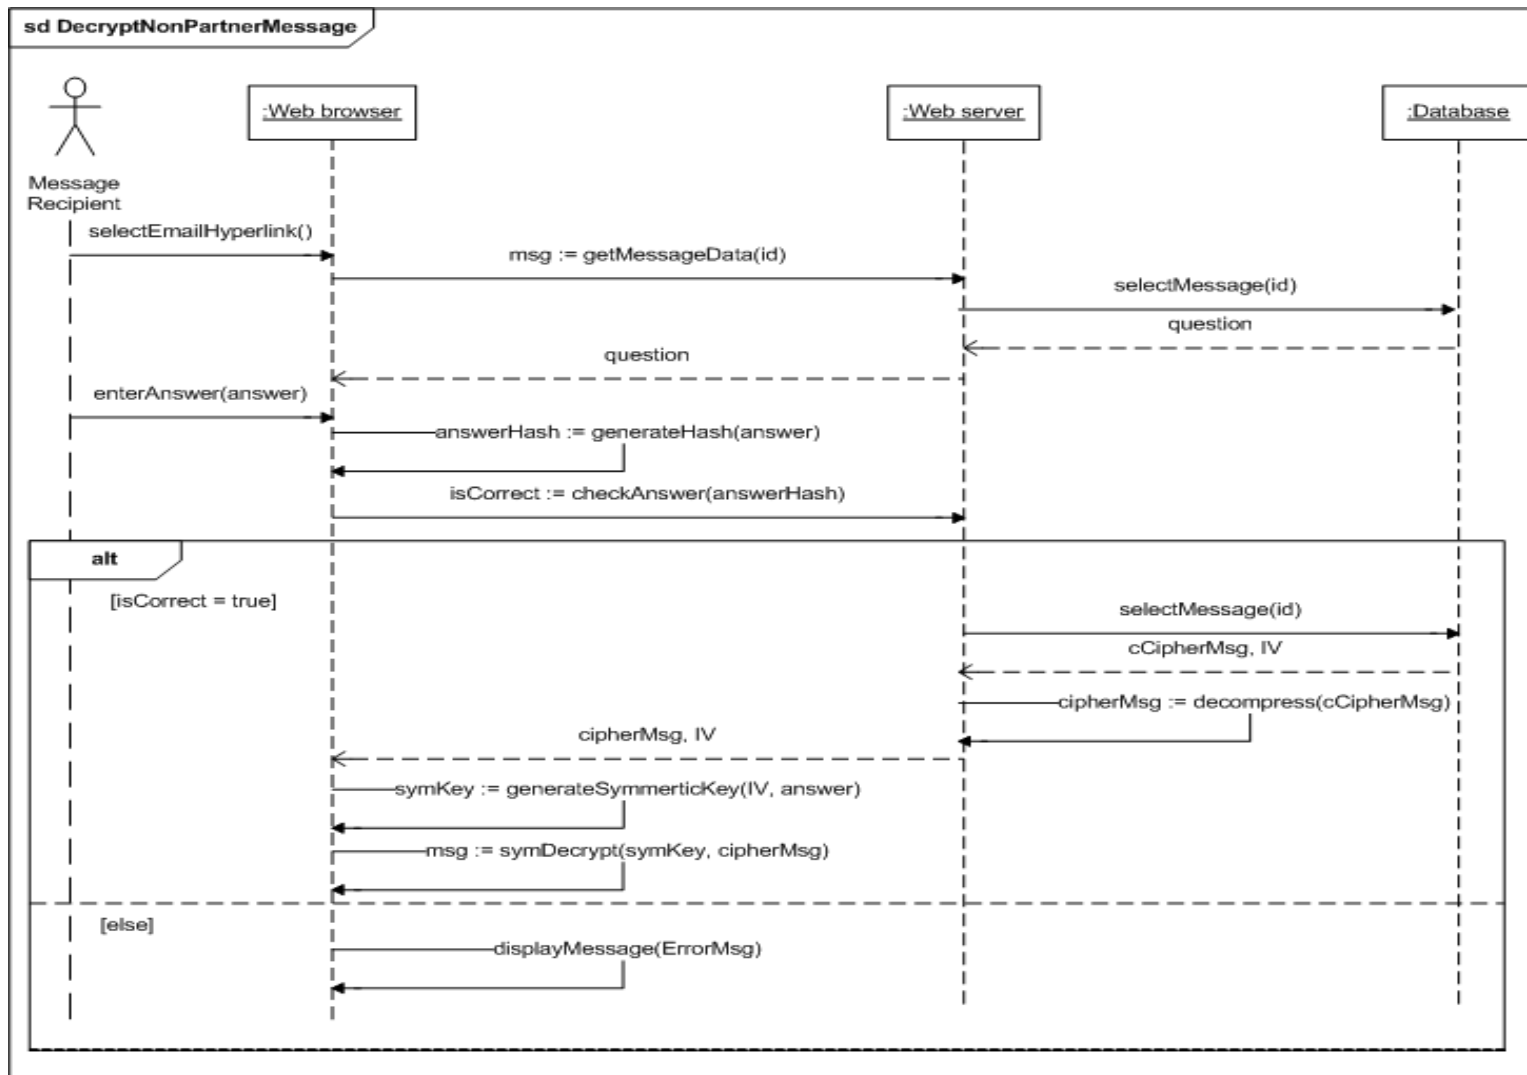 sd DecryptNonPartnerMessage
:Web browser
:Web server
:Database
Message
Recipient
selectEmailHyperlink()
msg := getMessageData(id)
selectMessage(id)
question
question
enterAnswer(answer)
answerHash := generateHash(answer)
isCorrect := checkAnswer(answerHash)
alt
[isCorrect = true]
selectMessage(id)
cCipherMsg, IV
cipherMsg := decompress(cCipherMsg)
cipherMsg, IV
symKey := generateSymmerticKey(IV, answer)
msg := symDecrypt(symKey, cipherMsg)
[else]
displayMessage(ErrorMsg)